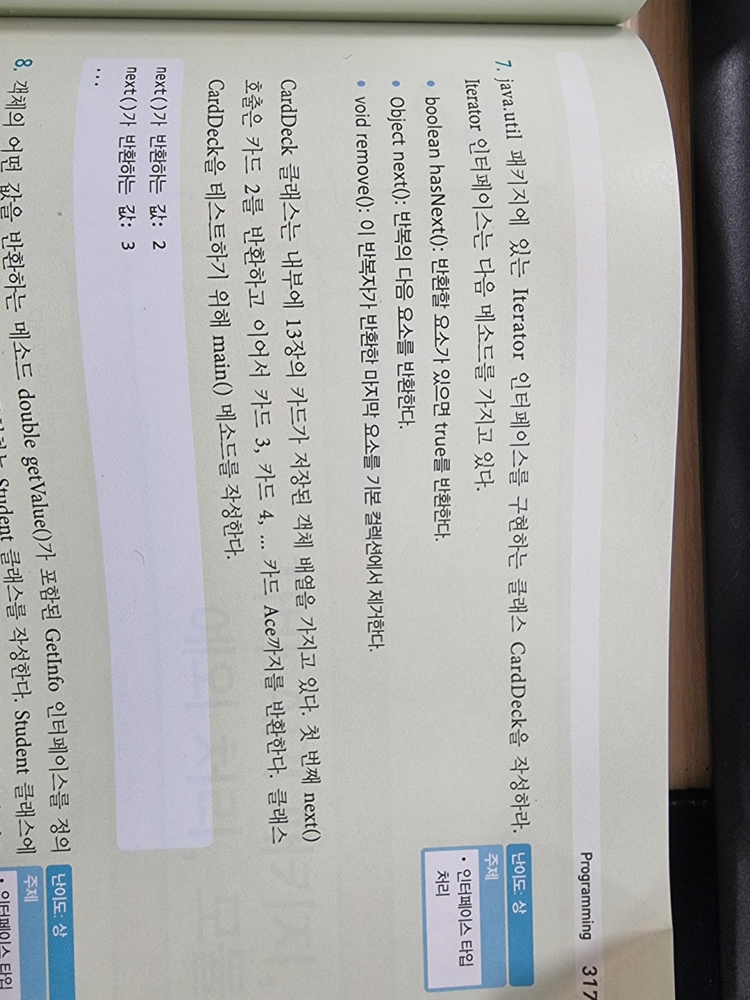 Programming 317
7. java.util 패키지에 있는 Iterator 인터페이스를 구현하는 클래스 CardDeck을 작성하라.
Iterator 인터페이스는 다음 메소드를 가지고 있다.
• boolean hasNext(): 반환할 요소가 있으면 true를 반환한다.
• Object next(): 반복의 다음 요소를 반환한다.
• void remove(): 이 반복자가 반환한 마지막 요소를 기본 컬렉션에서 제거한다.
난이도: 상
주제
• 인터페이스 타입
처리
CardDeck 클래스는 내부에 13장의 카드가 저장된 객체 배열을 가지고 있다. 첫 번째 next()
호출은 카드 2를 반환하고 이어서 카드 3, 카드 4, ... 카드 Ace까지를 반환한다. 클래스
CardDeck을 테스트하기 위해 main() 메소드를 작성한다.
next()가 반환하는 값: 2
next()가 반환하는 값: 3
...
8. 객체의 어떤 값을 반환하는 메소드 double getValue()가 포함된 GetInfo 인터페이스를 정의
Student 클래스를 작성한다. Student 클래스에
난이도: 상
주제
• 인터페이스 타입